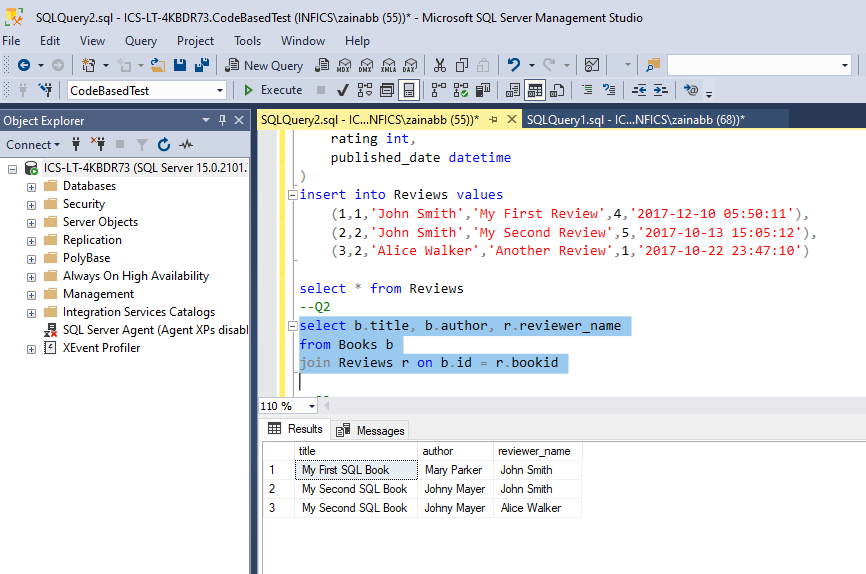 SQLQuery2.sql - ICS-LT-4KBDR73.CodeBasedTest (INFICS\zainabb (55))* - Microsoft SQL Server Management Studio
File Edit View Query Project Tools Window Help
New Query MDX DMX XMLA DAX
CodeBasedTest Execute
Object Explorer
SQLQuery2.sql - IC...NFICS\zainabb (55))* SQLQuery1.sql - IC...NFICS\zainabb (68))*
Connect
ICS-LT-4KBDR73 (SQL Server 15.0.2101.
Databases
Security
Server Objects
Replication
PolyBase
Always On High Availability
Management
Integration Services Catalogs
SQL Server Agent (Agent XPs disabl
XEvent Profiler
rating int,
published_date datetime
)
insert into Reviews values
(1,1,'John Smith','My First Review',4,'2017-12-10 05:50:11'),
(2,2,'John Smith','My Second Review',5,'2017-10-13 15:05:12'),
(3,2,'Alice Walker','Another Review',1,'2017-10-22 23:47:10')
select * from Reviews
--Q2
select b.title, b.author, r.reviewer_name
from Books b
join Reviews r on b.id = r.bookid
110 %
Results Messages
title author reviewer_name
1 My First SQL Book Mary Parker John Smith
2 My Second SQL Book Johny Mayer John Smith
3 My Second SQL Book Johny Mayer Alice Walker